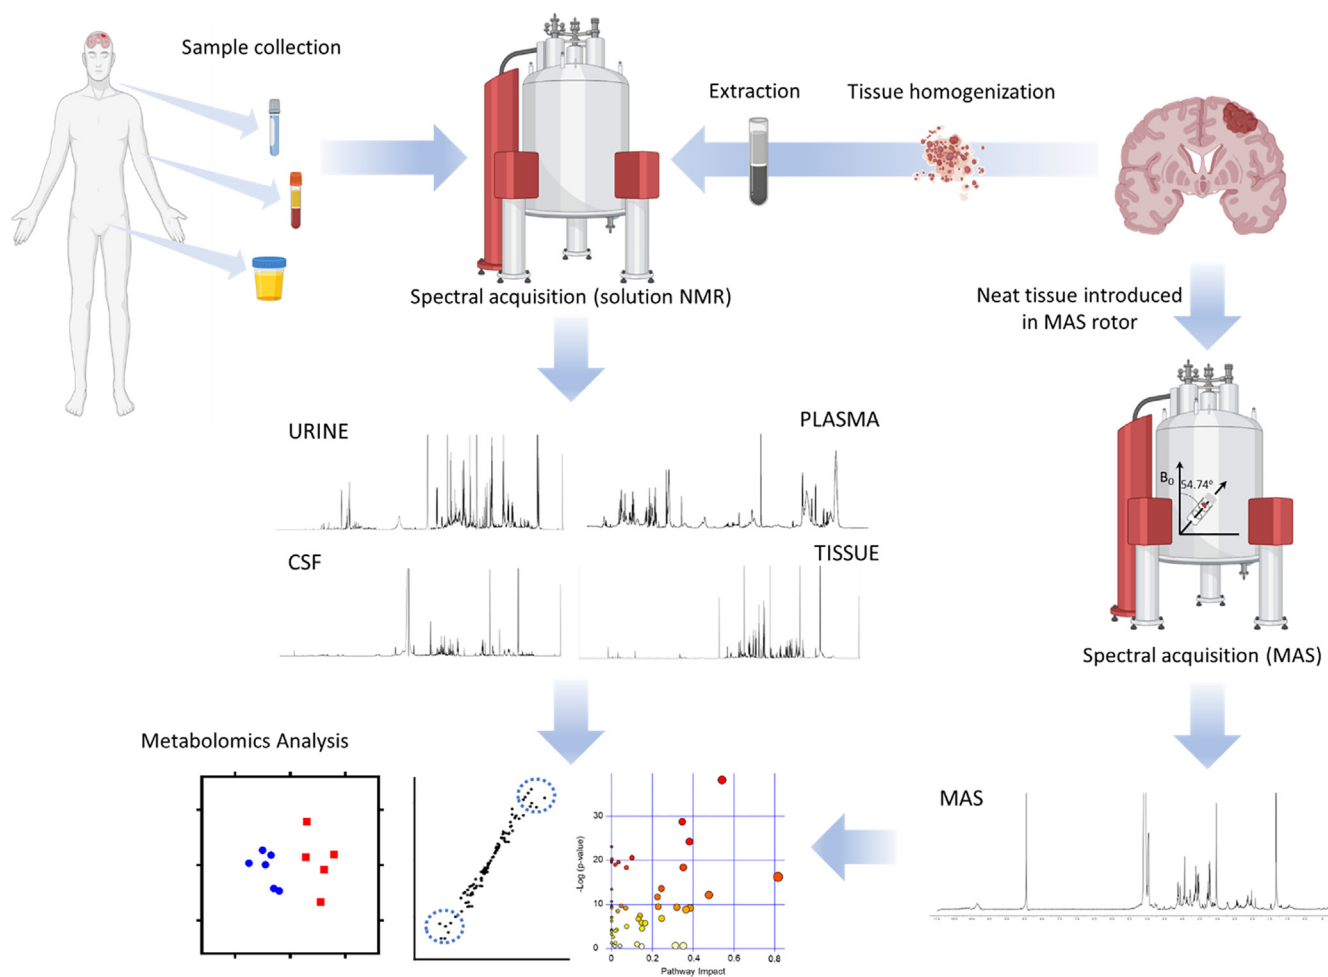 Sample collection
Extraction
Tissue homogenization
Spectral acquisition (solution NMR)
Neat tissue introduced
in MAS rotor
URINE
PLASMA
B0
54.74°
CSF
TISSUE
Spectral acquisition (MAS)
Metabolomics Analysis
MAS
-Log (p-value)
30
20
10
0
0 0.2 0.4 0.6 0.8
Pathway Impact